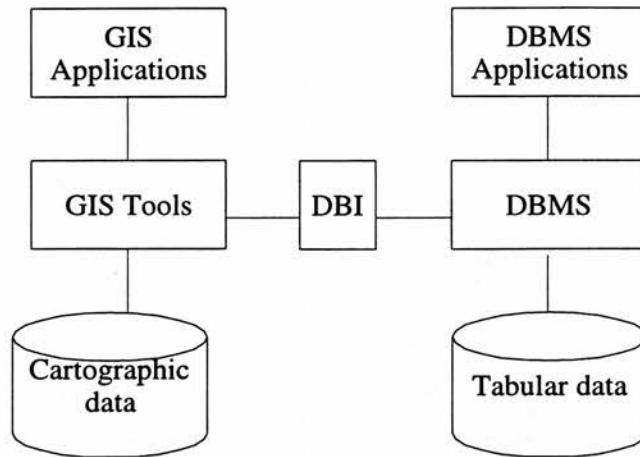 GIS
Applications
DBMS
Applications
GIS Tools
DBI
DBMS
Cartographic
data
Tabular data